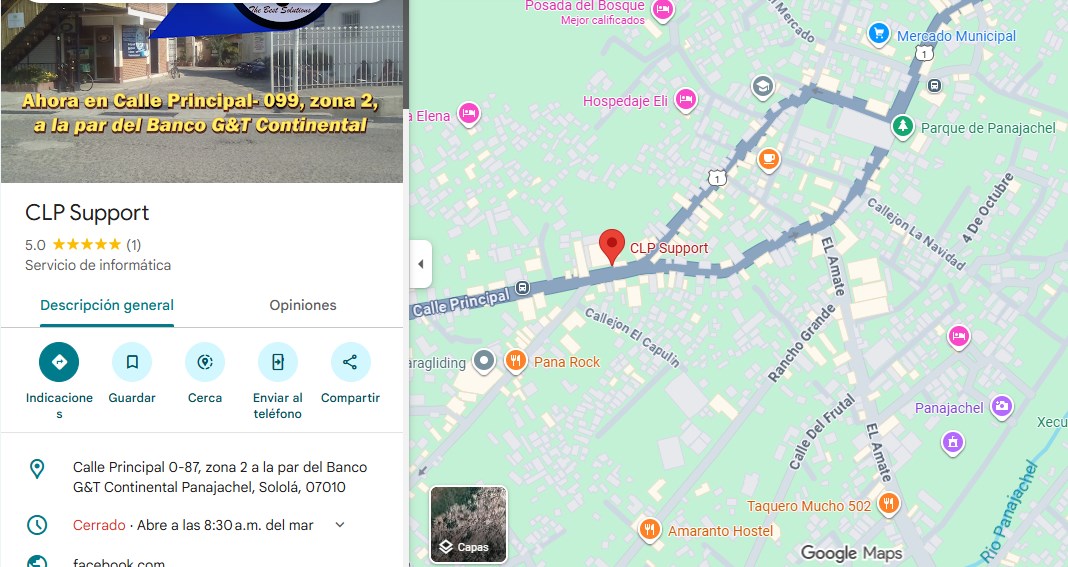 The Best Solutions
Ahora en Calle Principal- 099, zona 2,
a la par del Banco G&T Continental
CLP Support
5.0 ★★★★★ (1)
Servicio de informática
Descripción general
Opiniones
Indicacione
s
Guardar
Cerca
Enviar al
teléfono
Compartir
Calle Principal 0-87, zona 2 a la par del Banco
G&T Continental Panajachel, Sololá, 07010
Cerrado · Abre a las 8:30 a.m. del mar
facebook.com
Posada del Bosque
Mejor calificados
Mercado
Mercado Municipal
1
Hospedaje Eli
a Elena
Parque de Panajachel
1
4 De Octubre
Callejon La Navidad
CLP Support
EL Amate
Calle Principal
Callejon El Capulin
Rancho Grande
aragliding
Pana Rock
Panajachel
Xecu
Calle Del Frutal
EL Amate
Rio Panajachel
Taquero Mucho 502
Amaranto Hostel
Capas
Google Maps